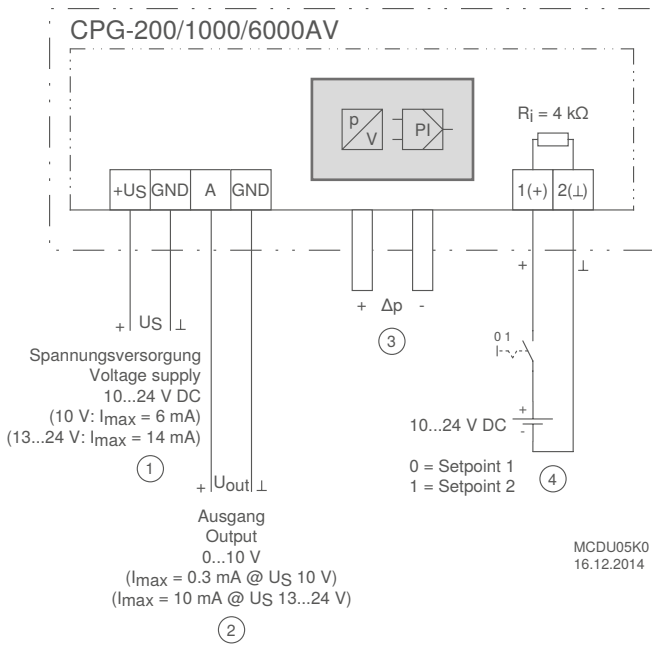 CPG-200/1000/6000AV
p
V
PI
Ri = 4 kΩ
+US GND A GND
1(+) 2(⊥)
+ US ⊥
Spannungsversorgung
Voltage supply
10...24 V DC
(10 V: Imax = 6 mA)
(13...24 V: Imax = 14 mA)
1
+ Uout ⊥
Ausgang
Output
0...10 V
(Imax = 0.3 mA @ US 10 V)
(Imax = 10 mA @ US 13...24 V)
2
+ Δp -
3
+ ⊥
0 1
+
10...24 V DC
-
0 = Setpoint 1
1 = Setpoint 2
4
MCDU05K0
16.12.2014